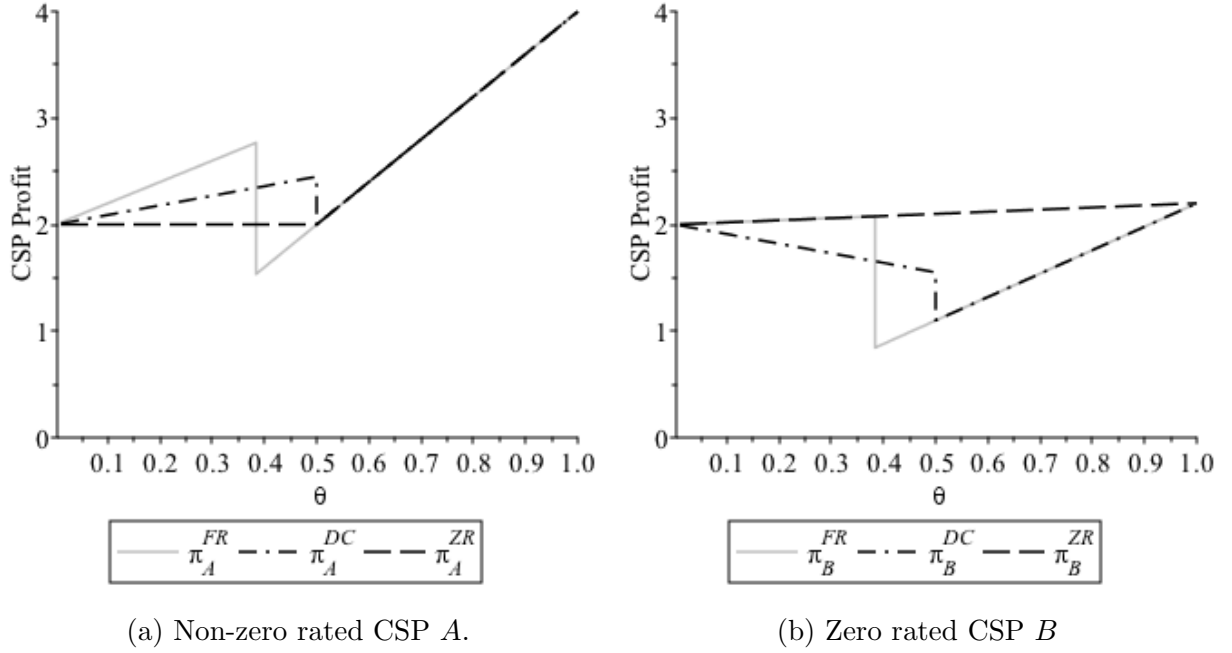 4
3
2
1
0
CSP Profit
0.1 0.2 0.3 0.4 0.5 0.6 0.7 0.8 0.9 1.0
θ
π_A^FR π_A^DC π_A^ZR
(a) Non-zero rated CSP A.
4
3
2
1
0
CSP Profit
0.1 0.2 0.3 0.4 0.5 0.6 0.7 0.8 0.9 1.0
θ
π_B^FR π_B^DC π_B^ZR
(b) Zero rated CSP B